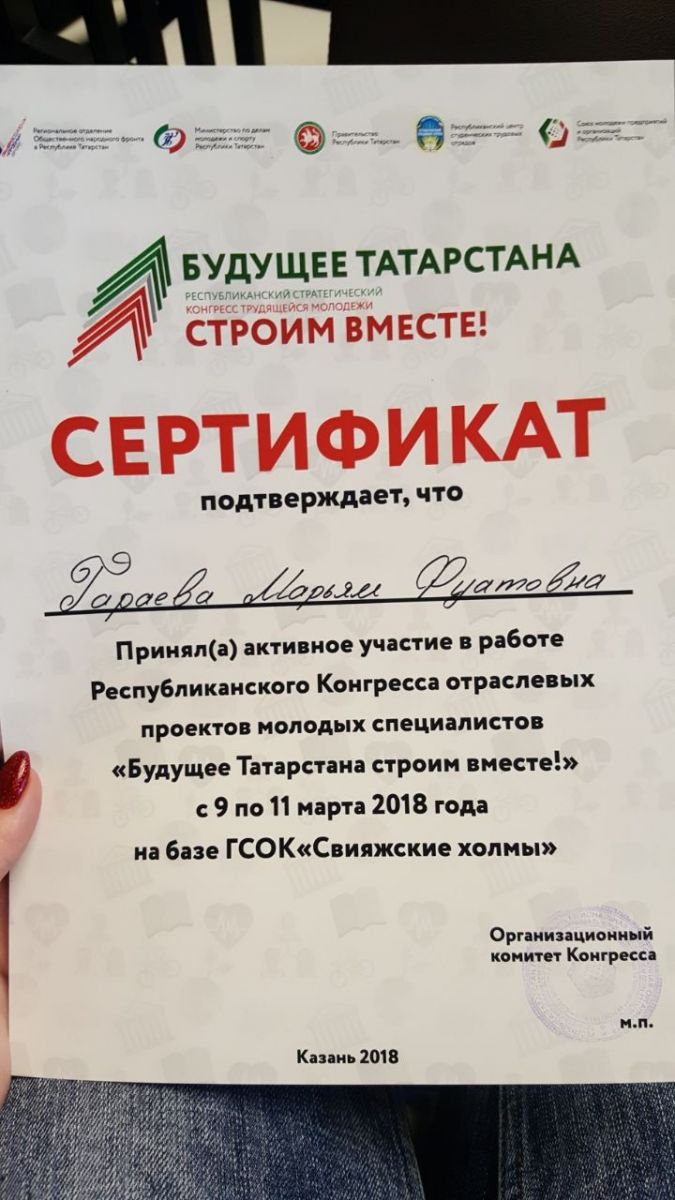 Региональное отделение
Общественного народного фронта
в Республике Татарстан
Министерство по делам
молодежи и спорту
Республики Татарстан
Правительство
Республики Татарстан
Республиканский центр
студенческих трудовых
отрядов
Союз молодежи предприятий
и организаций
Республики Татарстан
БУДУЩЕЕ ТАТАРСТАНА
РЕСПУБЛИКАНСКИЙ СТРАТЕГИЧЕСКИЙ
КОНГРЕСС ТРУДЯЩЕЙСЯ МОЛОДЕЖИ
СТРОИМ ВМЕСТЕ!
СЕРТИФИКАТ
подтверждает, что
Гараева Марьям Фуатовна
Принял(а) активное участие в работе
Республиканского Конгресса отраслевых
проектов молодых специалистов
«Будущее Татарстана строим вместе!»
с 9 по 11 марта 2018 года
на базе ГСОК«Свияжские холмы»
Организационный
комитет Конгресса
м.п.
Казань 2018